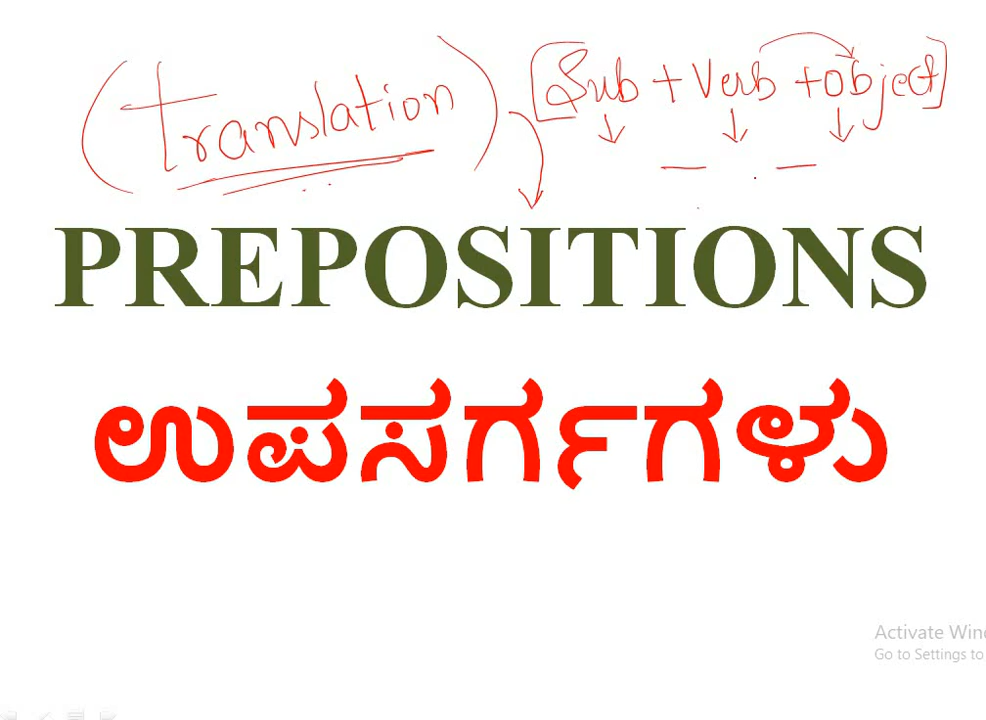 (Translation) [Sub + Verb + Object]
PREPOSITIONS
ಉಪಸರ್ಗಗಳು
Activate Win
Go to Settings to